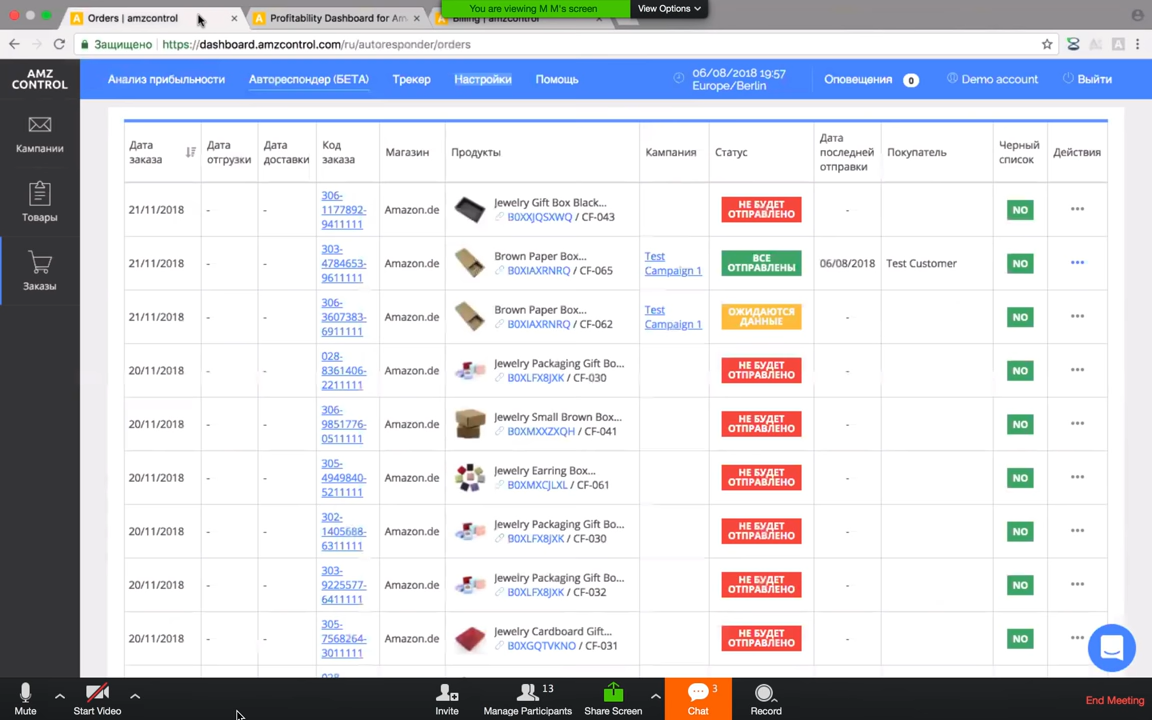 You are viewing M M's screen
View Options
Orders | amzcontrol
Profitability Dashboard for Am
Billing | amzcontrol
Защищено
https://dashboard.amzcontrol.com/ru/autoresponder/orders
AMZ
CONTROL
Анализ прибыльности
Автореспондер (БЕТА)
Трекер
Настройки
Помощь
06/08/2018 19:57
Europe/Berlin
Оповещения 0
Demo account
Выйти
Кампании
Товары
Заказы
Дата
заказа
Дата
отгрузки
Дата
доставки
Код
заказа
Магазин
Продукты
Кампания
Статус
Дата
последней
отправки
Покупатель
Черный
список
Действия
21/11/2018
-
-
306-
1177892-
9411111
Amazon.de
Jewelry Gift Box Black...
B0XXJQSXWQ / CF-043
НЕ БУДЕТ
ОТПРАВЛЕНО
-
NO
21/11/2018
-
-
303-
4784653-
9611111
Amazon.de
Brown Paper Box...
B0XIAXRNRQ / CF-065
Test
Campaign 1
ВСЕ
ОТПРАВЛЕНЫ
06/08/2018
Test Customer
NO
21/11/2018
-
-
306-
3607383-
6911111
Amazon.de
Brown Paper Box...
B0XIAXRNRQ / CF-062
Test
Campaign 1
ОЖИДАЮТСЯ
ДАННЫЕ
-
NO
20/11/2018
-
-
028-
8361406-
2211111
Amazon.de
Jewelry Packaging Gift Bo...
B0XLFX8JXK / CF-030
НЕ БУДЕТ
ОТПРАВЛЕНО
-
NO
20/11/2018
-
-
306-
9851776-
0511111
Amazon.de
Jewelry Small Brown Box...
B0XMXXZXQH / CF-041
НЕ БУДЕТ
ОТПРАВЛЕНО
-
NO
20/11/2018
-
-
305-
4949840-
5211111
Amazon.de
Jewelry Earring Box...
B0XMXCJLXL / CF-061
НЕ БУДЕТ
ОТПРАВЛЕНО
-
NO
20/11/2018
-
-
302-
1405688-
6311111
Amazon.de
Jewelry Packaging Gift Bo...
B0XLFX8JXK / CF-030
НЕ БУДЕТ
ОТПРАВЛЕНО
-
NO
20/11/2018
-
-
303-
9225577-
6411111
Amazon.de
Jewelry Packaging Gift Bo...
B0XLFX8JXK / CF-032
НЕ БУДЕТ
ОТПРАВЛЕНО
-
NO
20/11/2018
-
-
305-
7568264-
3011111
Amazon.de
Jewelry Cardboard Gift...
B0XGQTVKNO / CF-031
НЕ БУДЕТ
ОТПРАВЛЕНО
-
NO
Mute
Start Video
Invite
13
Manage Participants
Share Screen
3
Chat
Record
End Meeting